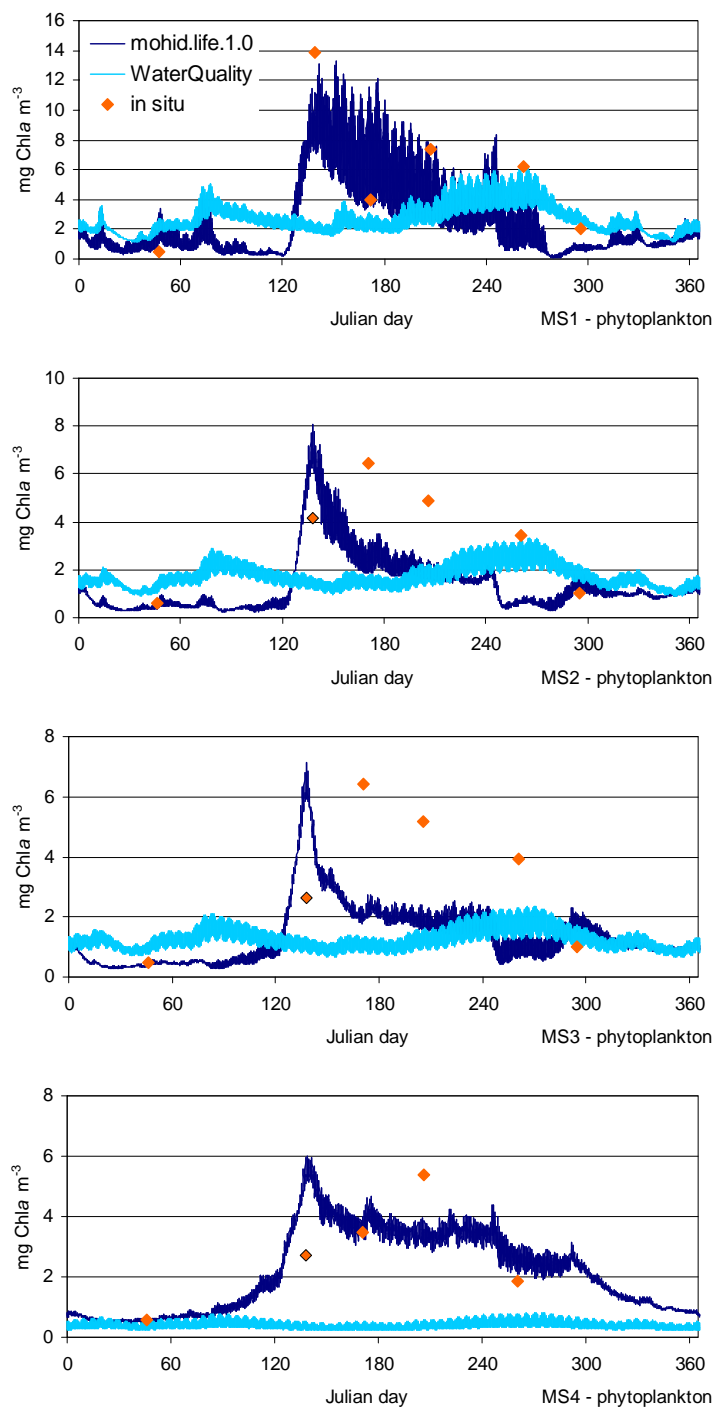 16
14
12
10
8
6
4
2
0
mg Chla m-3
mohid.life.1.0
WaterQuality
in situ
0 60 120 180 240 300 360
Julian day MS1 - phytoplankton
10
8
6
4
2
0
mg Chla m-3
0 60 120 180 240 300 360
Julian day MS2 - phytoplankton
8
6
4
2
0
mg Chla m-3
0 60 120 180 240 300 360
Julian day MS3 - phytoplankton
8
6
4
2
0
mg Chla m-3
0 60 120 180 240 300 360
Julian day MS4 - phytoplankton